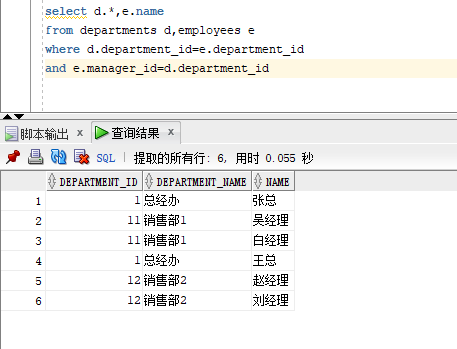 select d.*,e.name
from departments d,employees e
where d.department_id=e.department_id
and e.manager_id=d.department_id
脚本输出 x 查询结果 x
SQL | 提取的所有行: 6, 用时 0.055 秒
DEPARTMENT_ID DEPARTMENT_NAME NAME
1 1 总经办 张总
2 11 销售部1 吴经理
3 11 销售部1 白经理
4 1 总经办 王总
5 12 销售部2 赵经理
6 12 销售部2 刘经理